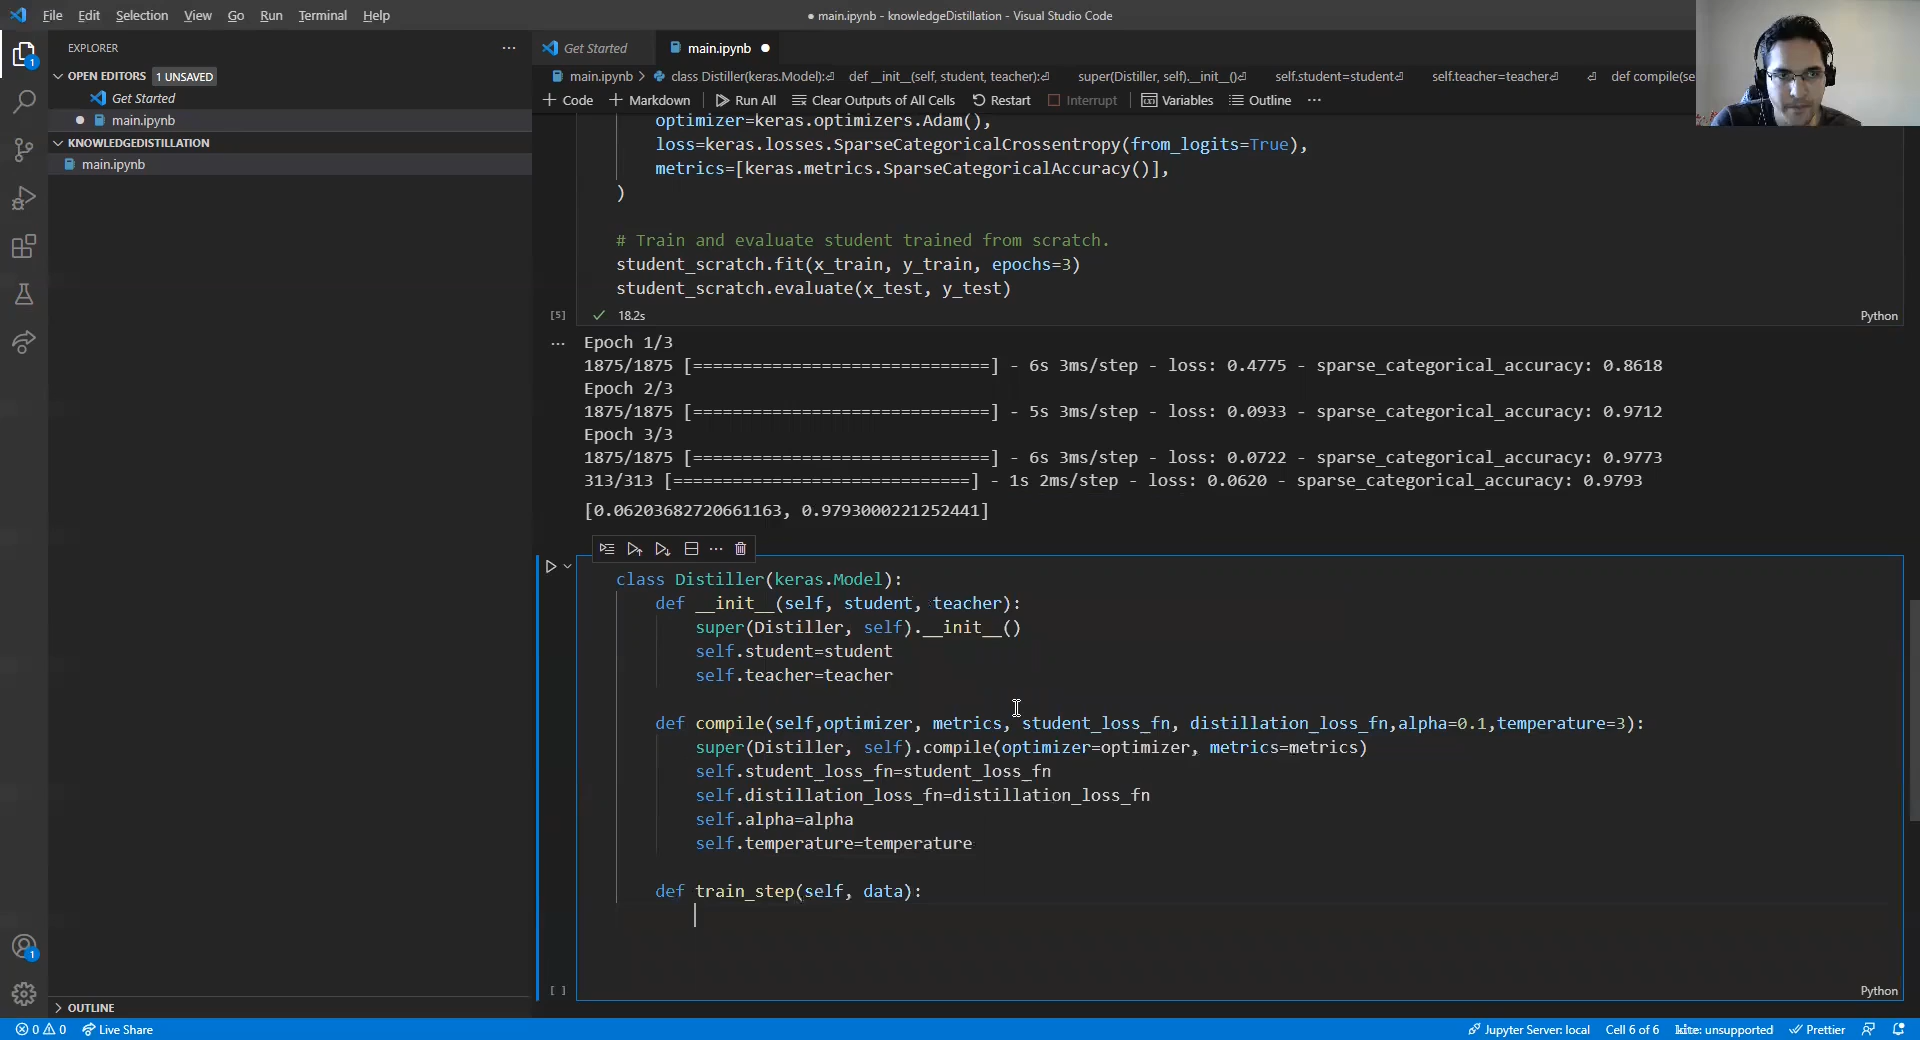 File Edit Selection View Go Run Terminal Help
● main.ipynb - knowledgeDistillation - Visual Studio Code
EXPLORER
OPEN EDITORS 1 UNSAVED
Get Started
main.ipynb
KNOWLEDGEDISTILLATION
main.ipynb
OUTLINE
Get Started
main.ipynb
main.ipynb > class Distiller(keras.Model):↵ def __init__(self, student, teacher):↵ super(Distiller, self).__init__()↵ self.student=student↵ self.teacher=teacher↵ ↵ def compile(se
Code Markdown Run All Clear Outputs of All Cells Restart Interrupt Variables Outline ...
optimizer=keras.optimizers.Adam(),
loss=keras.losses.SparseCategoricalCrossentropy(from_logits=True),
metrics=[keras.metrics.SparseCategoricalAccuracy()],
)
# Train and evaluate student trained from scratch.
student_scratch.fit(x_train, y_train, epochs=3)
student_scratch.evaluate(x_test, y_test)
[5] 18.2s Python
Epoch 1/3
1875/1875 [==============================] - 6s 3ms/step - loss: 0.4775 - sparse_categorical_accuracy: 0.8618
Epoch 2/3
1875/1875 [==============================] - 5s 3ms/step - loss: 0.0933 - sparse_categorical_accuracy: 0.9712
Epoch 3/3
1875/1875 [==============================] - 6s 3ms/step - loss: 0.0722 - sparse_categorical_accuracy: 0.9773
313/313 [==============================] - 1s 2ms/step - loss: 0.0620 - sparse_categorical_accuracy: 0.9793
[0.06203682720661163, 0.9793000221252441]
class Distiller(keras.Model):
def __init__(self, student, teacher):
super(Distiller, self).__init__()
self.student=student
self.teacher=teacher
def compile(self,optimizer, metrics, student_loss_fn, distillation_loss_fn,alpha=0.1,temperature=3):
super(Distiller, self).compile(optimizer=optimizer, metrics=metrics)
self.student_loss_fn=student_loss_fn
self.distillation_loss_fn=distillation_loss_fn
self.alpha=alpha
self.temperature=temperature
def train_step(self, data):
[ ] Python
1
1
0 0 Live Share Jupyter Server: local Cell 6 of 6 kite: unsupported Prettier